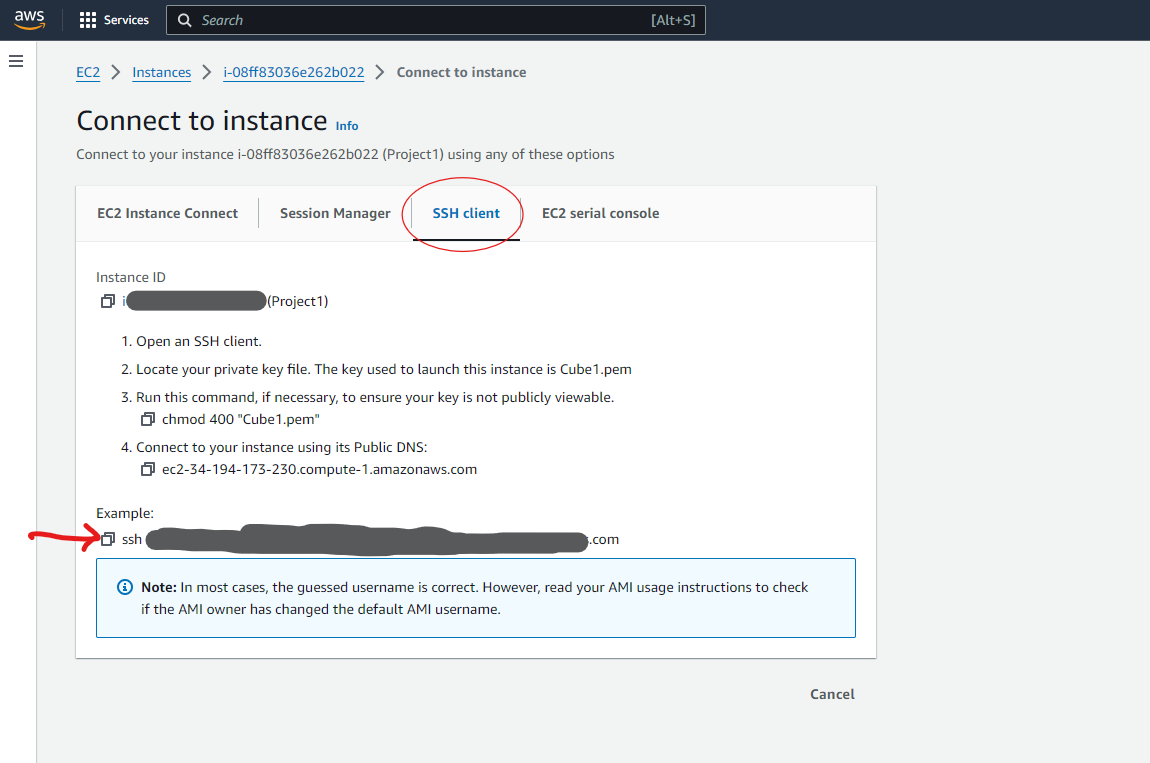 aws
Services
Search
[Alt+S]
EC2
Instances
i-08ff83036e262b022
Connect to instance
Connect to instance Info
Connect to your instance i-08ff83036e262b022 (Project1) using any of these options
EC2 Instance Connect
Session Manager
SSH client
EC2 serial console
Instance ID
i (Project1)
1. Open an SSH client.
2. Locate your private key file. The key used to launch this instance is Cube1.pem
3. Run this command, if necessary, to ensure your key is not publicly viewable.
chmod 400 "Cube1.pem"
4. Connect to your instance using its Public DNS:
ec2-34-194-173-230.compute-1.amazonaws.com
Example:
ssh .com
Note: In most cases, the guessed username is correct. However, read your AMI usage instructions to check
if the AMI owner has changed the default AMI username.
Cancel